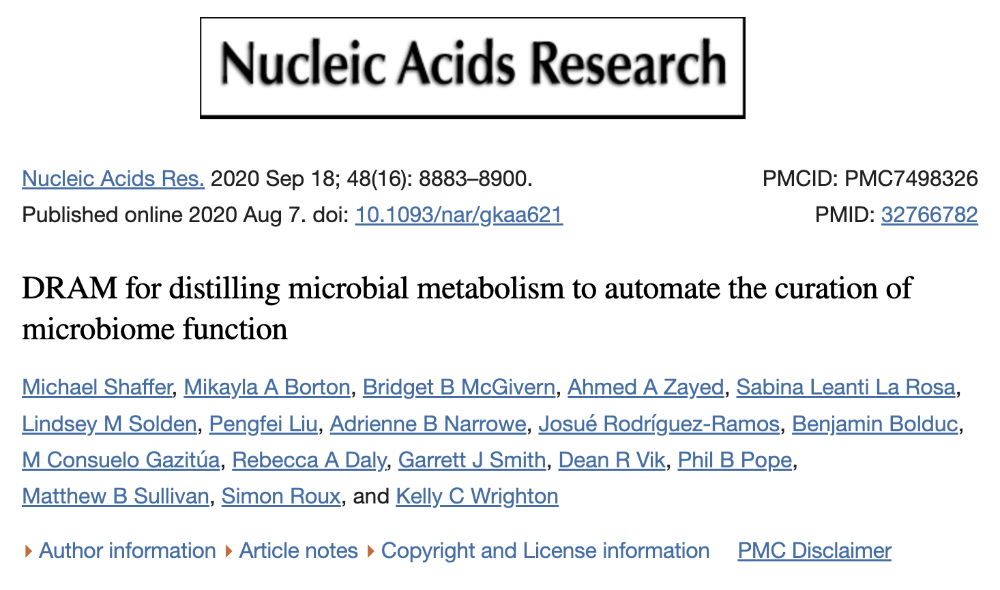 Nucleic Acids Research
Nucleic Acids Res. 2020 Sep 18; 48(16): 8883–8900.
PMCID: PMC7498326
Published online 2020 Aug 7. doi: 10.1093/nar/gkaa621
PMID: 32766782
DRAM for distilling microbial metabolism to automate the curation of
microbiome function
Michael Shaffer, Mikayla A Borton, Bridget B McGivern, Ahmed A Zayed, Sabina Leanti La Rosa,
Lindsey M Solden, Pengfei Liu, Adrienne B Narrowe, Josué Rodríguez-Ramos, Benjamin Bolduc,
M Consuelo Gazitúa, Rebecca A Daly, Garrett J Smith, Dean R Vik, Phil B Pope,
Matthew B Sullivan, Simon Roux, and Kelly C Wrighton
Author information Article notes Copyright and License information PMC Disclaimer